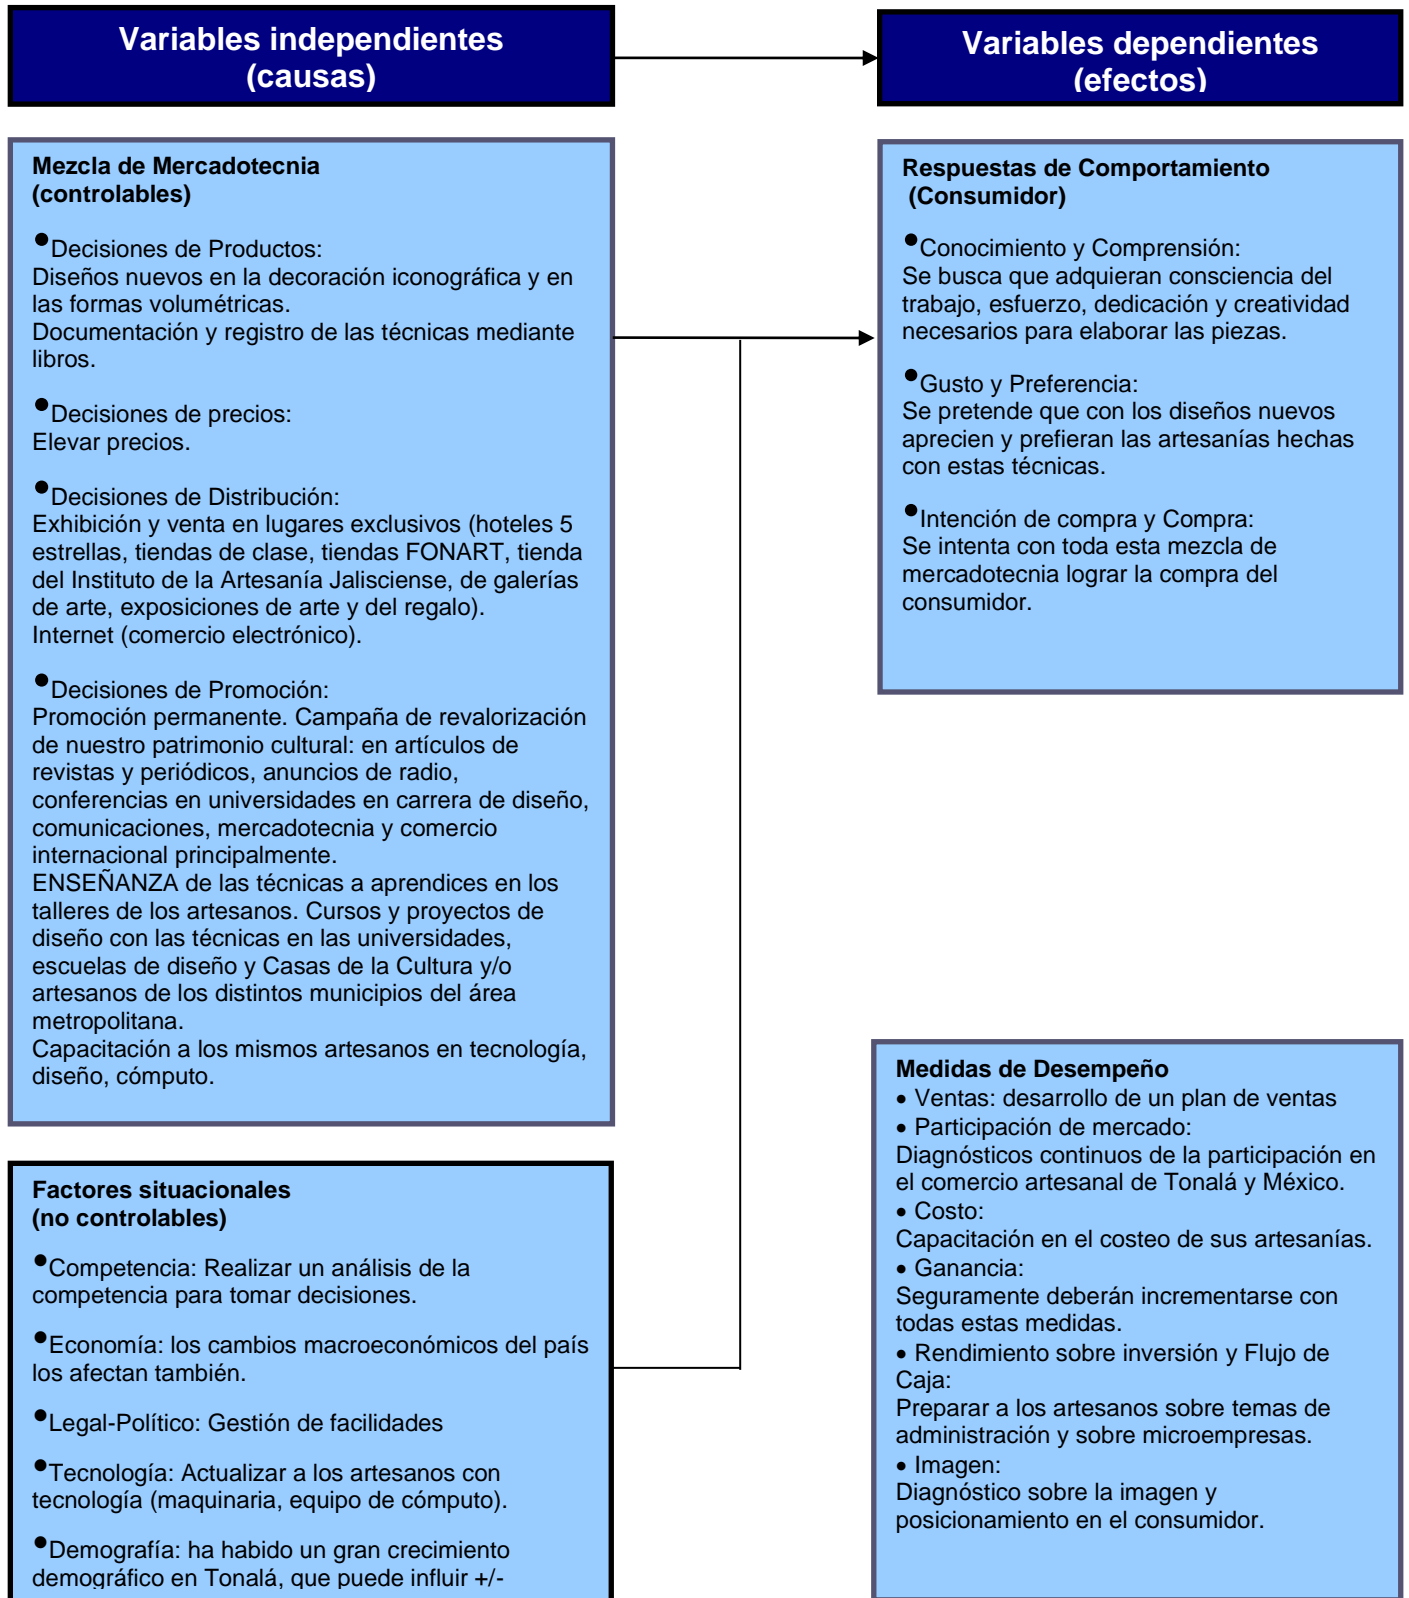 Variables independientes
(causas)
Variables dependientes
(efectos)
Mezcla de Mercadotecnia
(controlables)
•Decisiones de Productos:
Diseños nuevos en la decoración iconográfica y en
las formas volumétricas.
Documentación y registro de las técnicas mediante
libros.
•Decisiones de precios:
Elevar precios.
•Decisiones de Distribución:
Exhibición y venta en lugares exclusivos (hoteles 5
estrellas, tiendas de clase, tiendas FONART, tienda
del Instituto de la Artesanía Jalisciense, de galerías
de arte, exposiciones de arte y del regalo).
Internet (comercio electrónico).
•Decisiones de Promoción:
Promoción permanente. Campaña de revalorización
de nuestro patrimonio cultural: en artículos de
revistas y periódicos, anuncios de radio,
conferencias en universidades en carrera de diseño,
comunicaciones, mercadotecnia y comercio
internacional principalmente.
ENSEÑANZA de las técnicas a aprendices en los
talleres de los artesanos. Cursos y proyectos de
diseño con las técnicas en las universidades,
escuelas de diseño y Casas de la Cultura y/o
artesanos de los distintos municipios del área
metropolitana.
Capacitación a los mismos artesanos en tecnología,
diseño, cómputo.
Respuestas de Comportamiento
(Consumidor)
•Conocimiento y Comprensión:
Se busca que adquieran consciencia del
trabajo, esfuerzo, dedicación y creatividad
necesarios para elaborar las piezas.
•Gusto y Preferencia:
Se pretende que con los diseños nuevos
aprecien y prefieran las artesanías hechas
con estas técnicas.
•Intención de compra y Compra:
Se intenta con toda esta mezcla de
mercadotecnia lograr la compra del
consumidor.
Factores situacionales
(no controlables)
•Competencia: Realizar un análisis de la
competencia para tomar decisiones.
•Economía: los cambios macroeconómicos del país
los afectan también.
•Legal-Político: Gestión de facilidades
•Tecnología: Actualizar a los artesanos con
tecnología (maquinaria, equipo de cómputo).
•Demografía: ha habido un gran crecimiento
demográfico en Tonalá, que puede influir +/-
Medidas de Desempeño
• Ventas: desarrollo de un plan de ventas
• Participación de mercado:
Diagnósticos continuos de la participación en
el comercio artesanal de Tonalá y México.
• Costo:
Capacitación en el costeo de sus artesanías.
• Ganancia:
Seguramente deberán incrementarse con
todas estas medidas.
• Rendimiento sobre inversión y Flujo de
Caja:
Preparar a los artesanos sobre temas de
administración y sobre microempresas.
• Imagen:
Diagnóstico sobre la imagen y
posicionamiento en el consumidor.